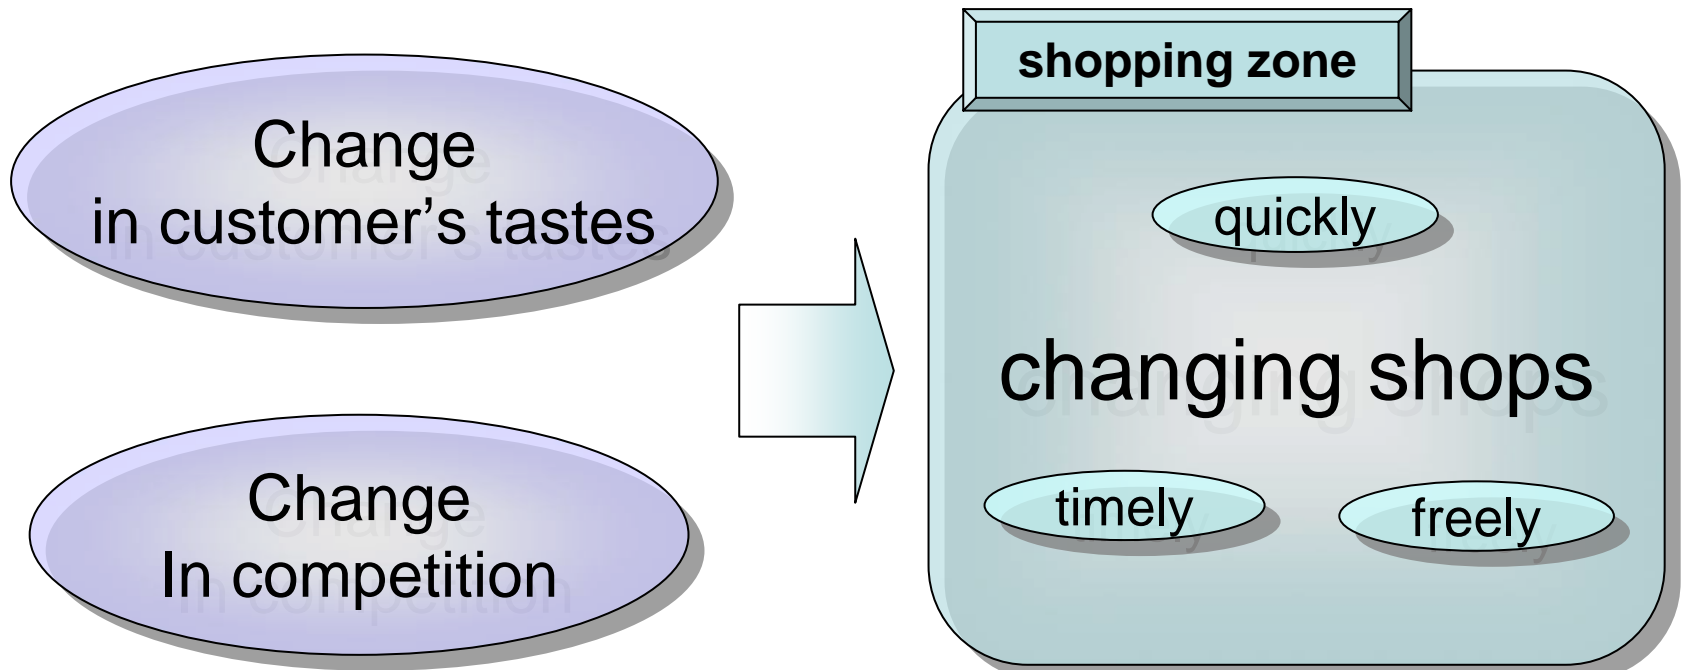 Change
in customer’s tastes
Change
In competition
shopping zone
quickly
changing shops
timely
freely